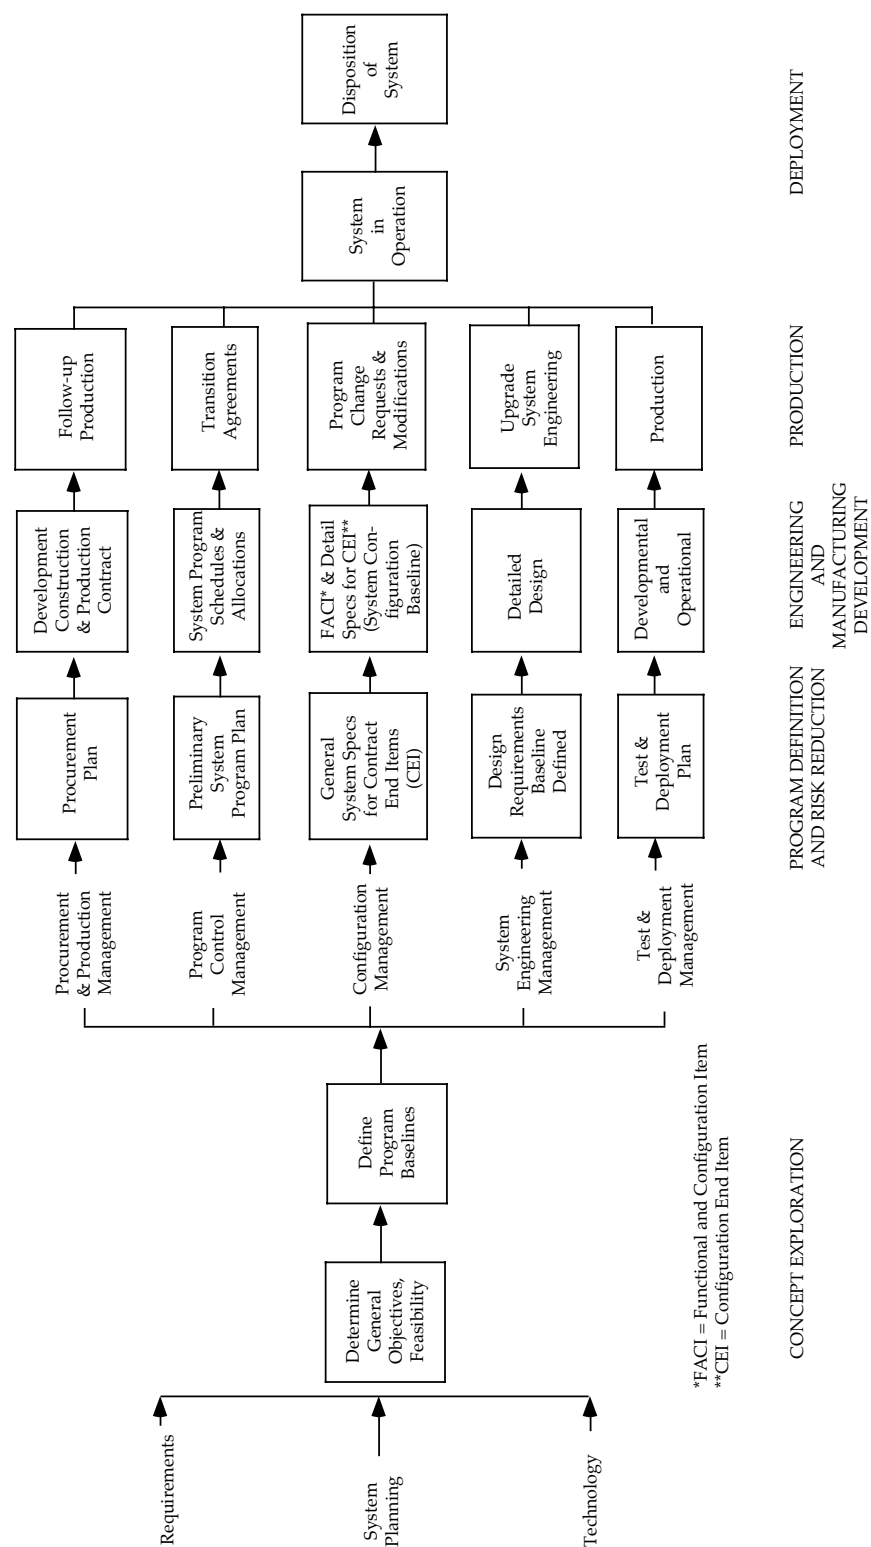 Requirements
System
Planning
Technology
Determine
General
Objectives,
Feasibility
Define
Program
Baselines
Procurement
& Production
Management
Program
Control
Management
Configuration
Management
System
Engineering
Management
Test &
Deployment
Management
Procurement
Plan
Preliminary
System
Program Plan
General
System Specs
for Contract
End Items
(CEI)
Design
Requirements
Baseline
Defined
Test &
Deployment
Plan
Development
Construction
& Production
Contract
System Program
Schedules &
Allocations
FACI* & Detail
Specs for CEI**
(System Con-
figuration
Baseline)
Detailed
Design
Developmental
and
Operational
Follow-up
Production
Transition
Agreements
Program
Change
Requests &
Modifications
Upgrade
System
Engineering
Production
System
in
Operation
Disposition
of
System
*FACI = Functional and Configuration Item
**CEI = Configuration End Item
CONCEPT EXPLORATION
PROGRAM DEFINITION
AND RISK REDUCTION
ENGINEERING
AND
MANUFACTURING
DEVELOPMENT
PRODUCTION
DEPLOYMENT